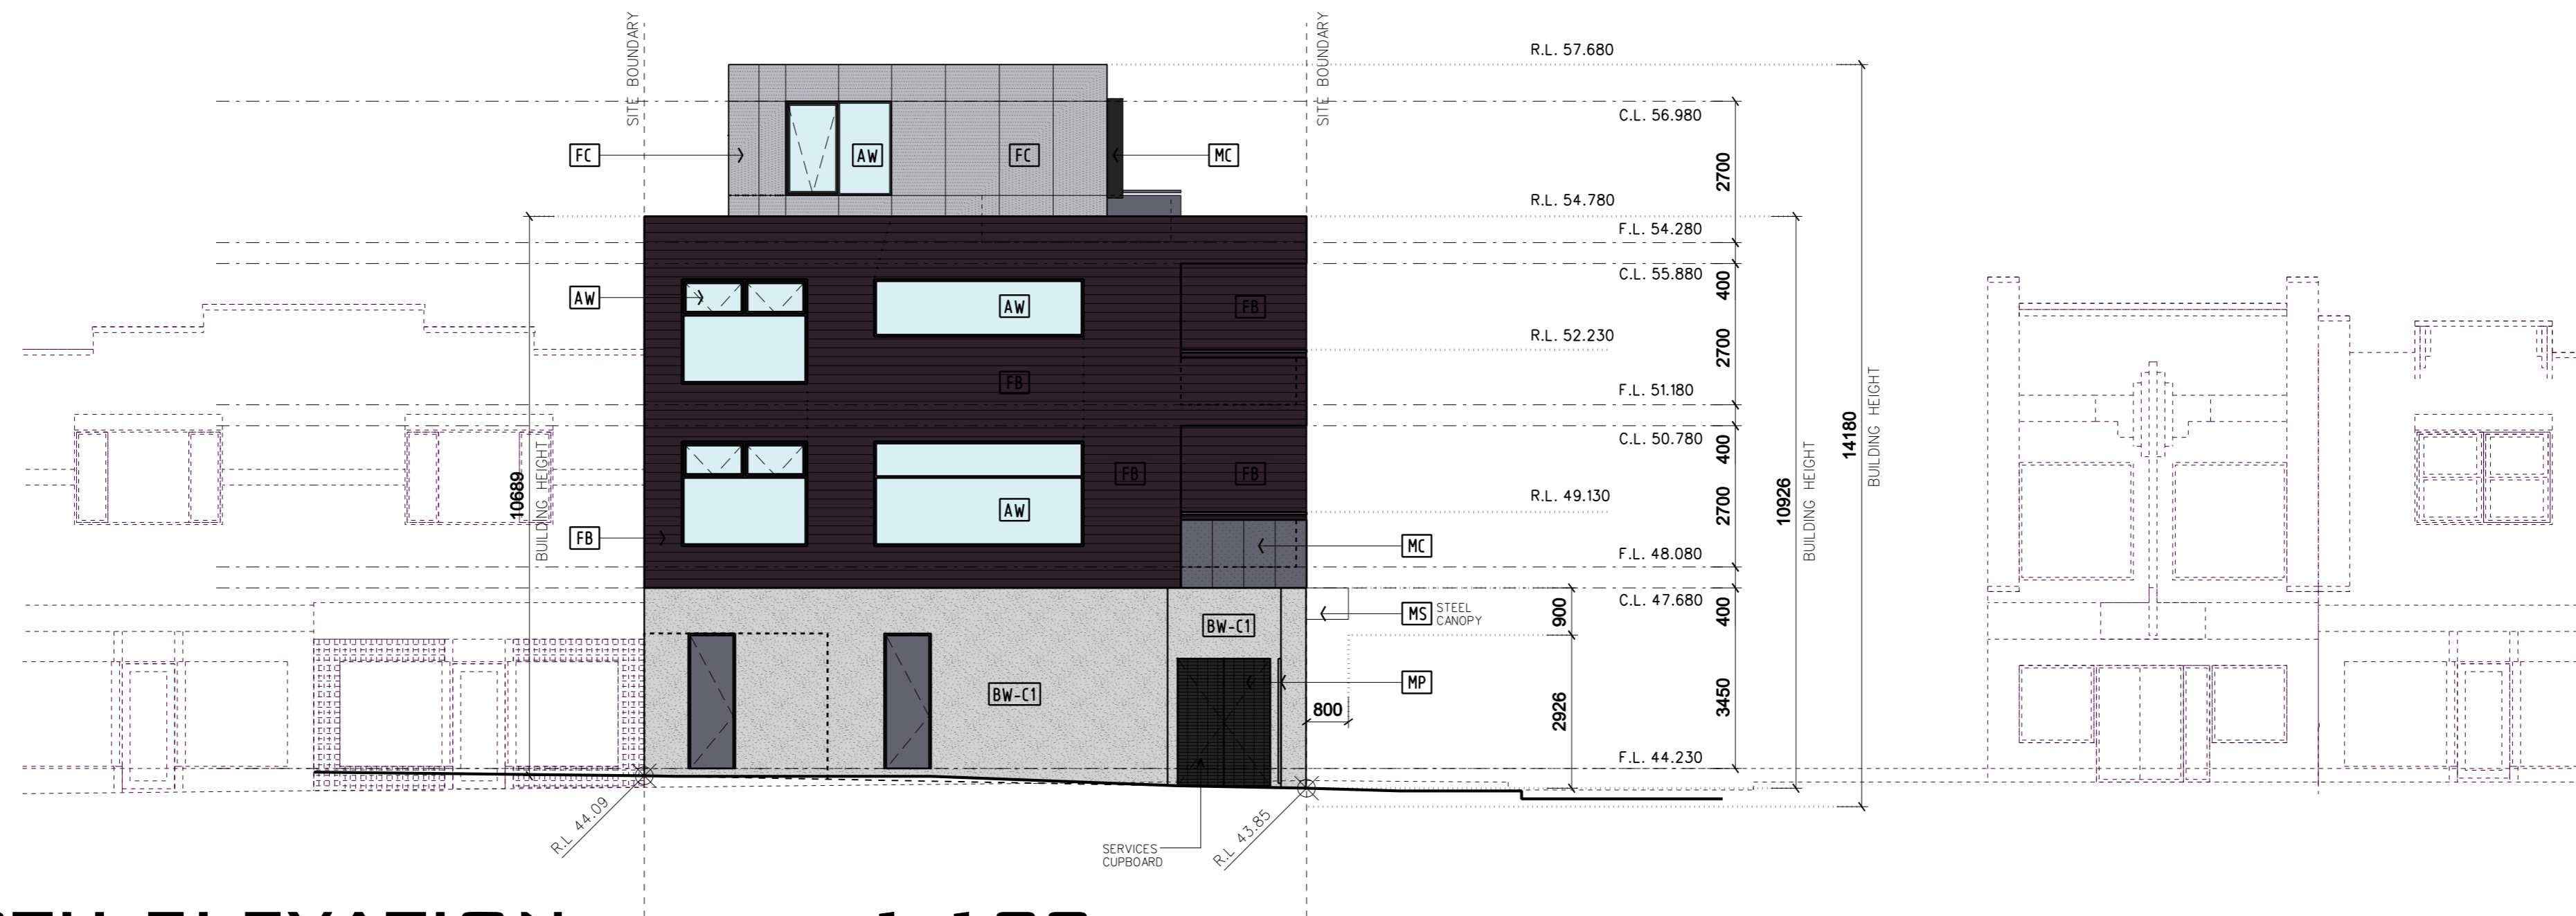 SITE BOUNDARY
SITE BOUNDARY
R.L. 57.680
C.L. 56.980
FC
AW
FC
MC
2700
R.L. 54.780
F.L. 54.280
AW
AW
FB
C.L. 55.880
400
R.L. 52.230
2700
FB
F.L. 51.180
14180
BUILDING HEIGHT
C.L. 50.780
400
10689
BUILDING HEIGHT
FB
FB
10926
BUILDING HEIGHT
R.L. 49.130
2700
AW
FB
MC
F.L. 48.080
C.L. 47.680
400
900
BW-C1
MS
STEEL
CANOPY
BW-C1
MP
800
2926
3450
F.L. 44.230
R.L 44.09
R.L 43.85
SERVICES
CUPBOARD